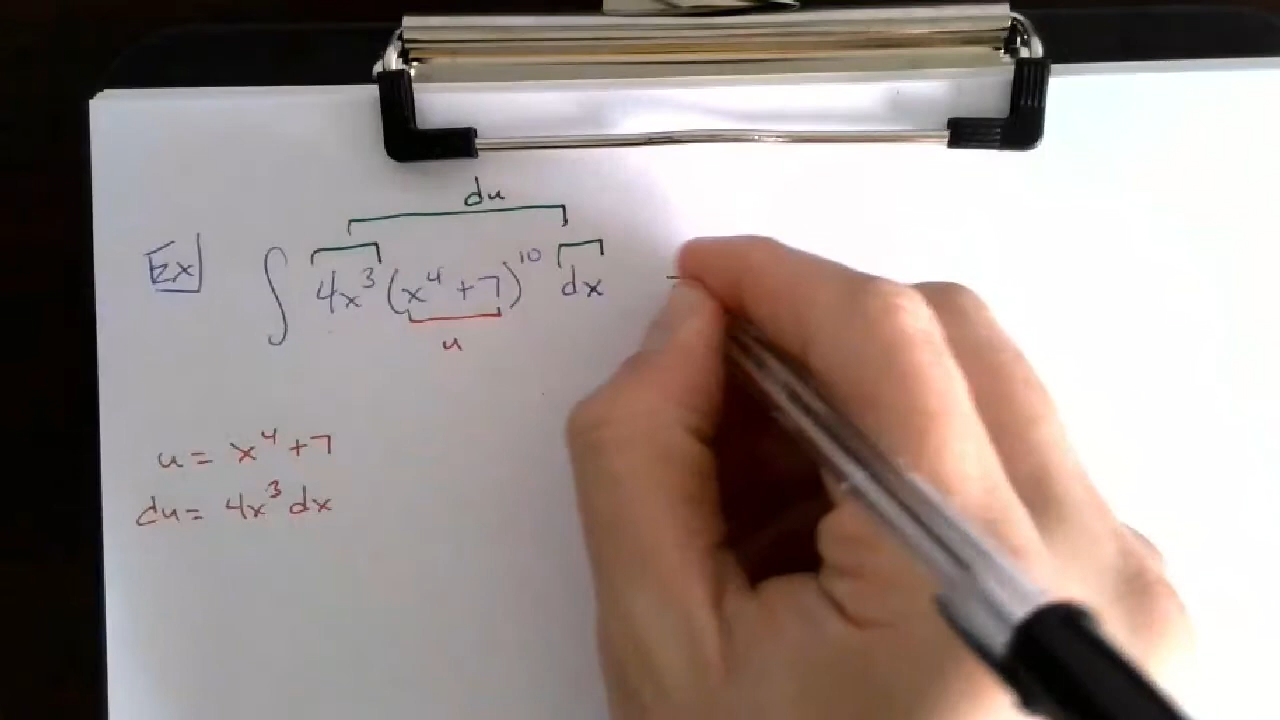 du
Ex ∫ 4x³ (x⁴ + 7)¹⁰ dx
u
u = x⁴ + 7
du = 4x³ dx